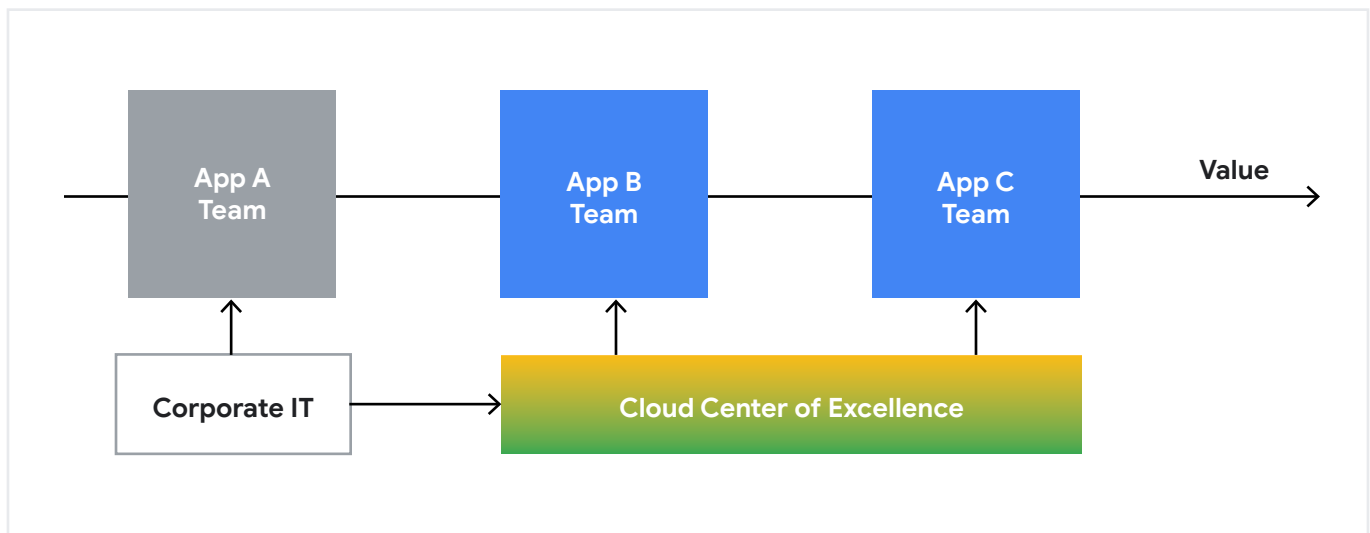 App A
Team
App B
Team
App C
Team
Value
Corporate IT
Cloud Center of Excellence